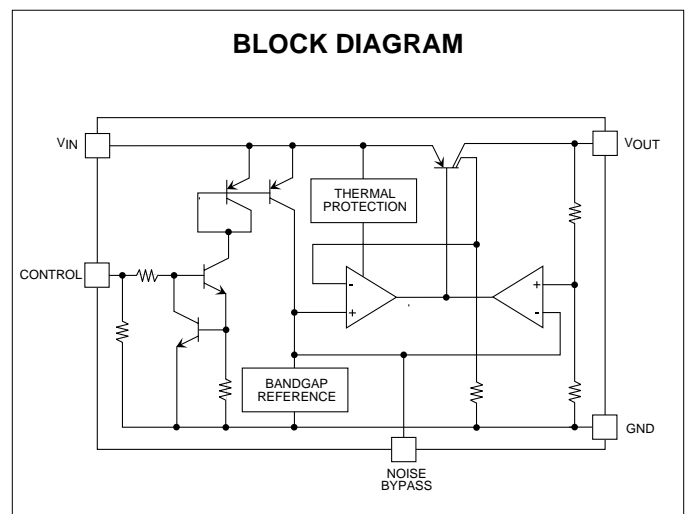 BLOCK DIAGRAM
VIN
VOUT
THERMAL
PROTECTION
CONTROL
-
+
+
-
BANDGAP
REFERENCE
GND
NOISE
BYPASS